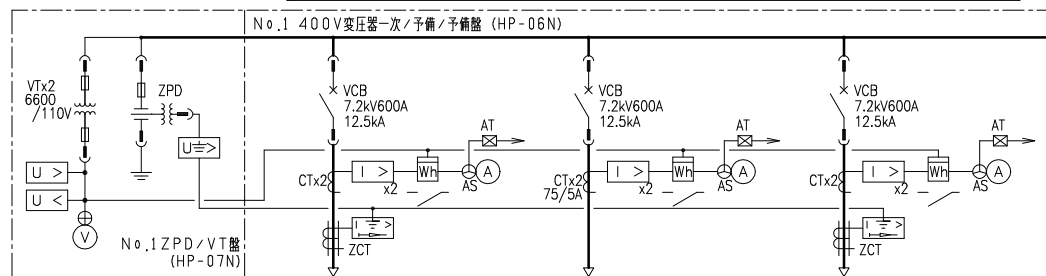 No.1 400V変圧器一次/予備/予備盤 (HP-06N)
VTx2
6600
/110V
ZPD
U >
U >
U <
V
No.1ZPD/VT盤
(HP-07N)
VCB
7.2kV600A
12.5kA
AT
CTx2
I >
x2
Wh
AS
A
I >
ZCT
VCB
7.2kV600A
12.5kA
AT
CTx2
75/5A
I >
x2
Wh
AS
A
VCB
7.2kV600A
12.5kA
AT
CTx2
I >
x2
Wh
AS
A
I >
ZCT